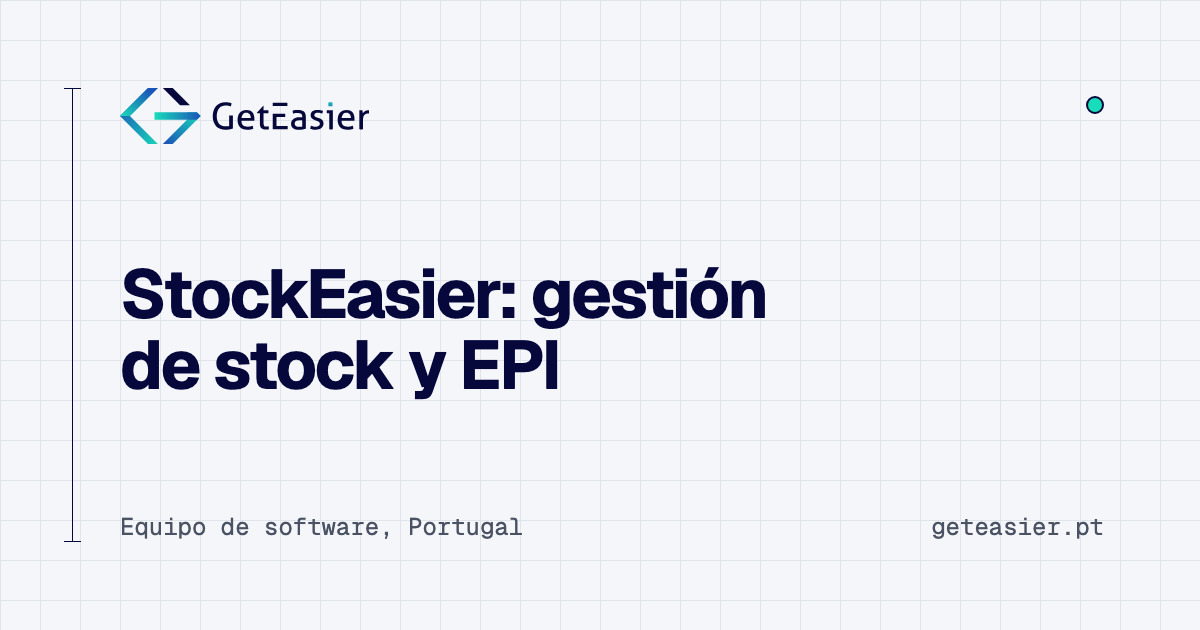 GetEasier
StockEasier: gestión
de stock y EPI
Equipo de software, Portugal
geteasier.pt